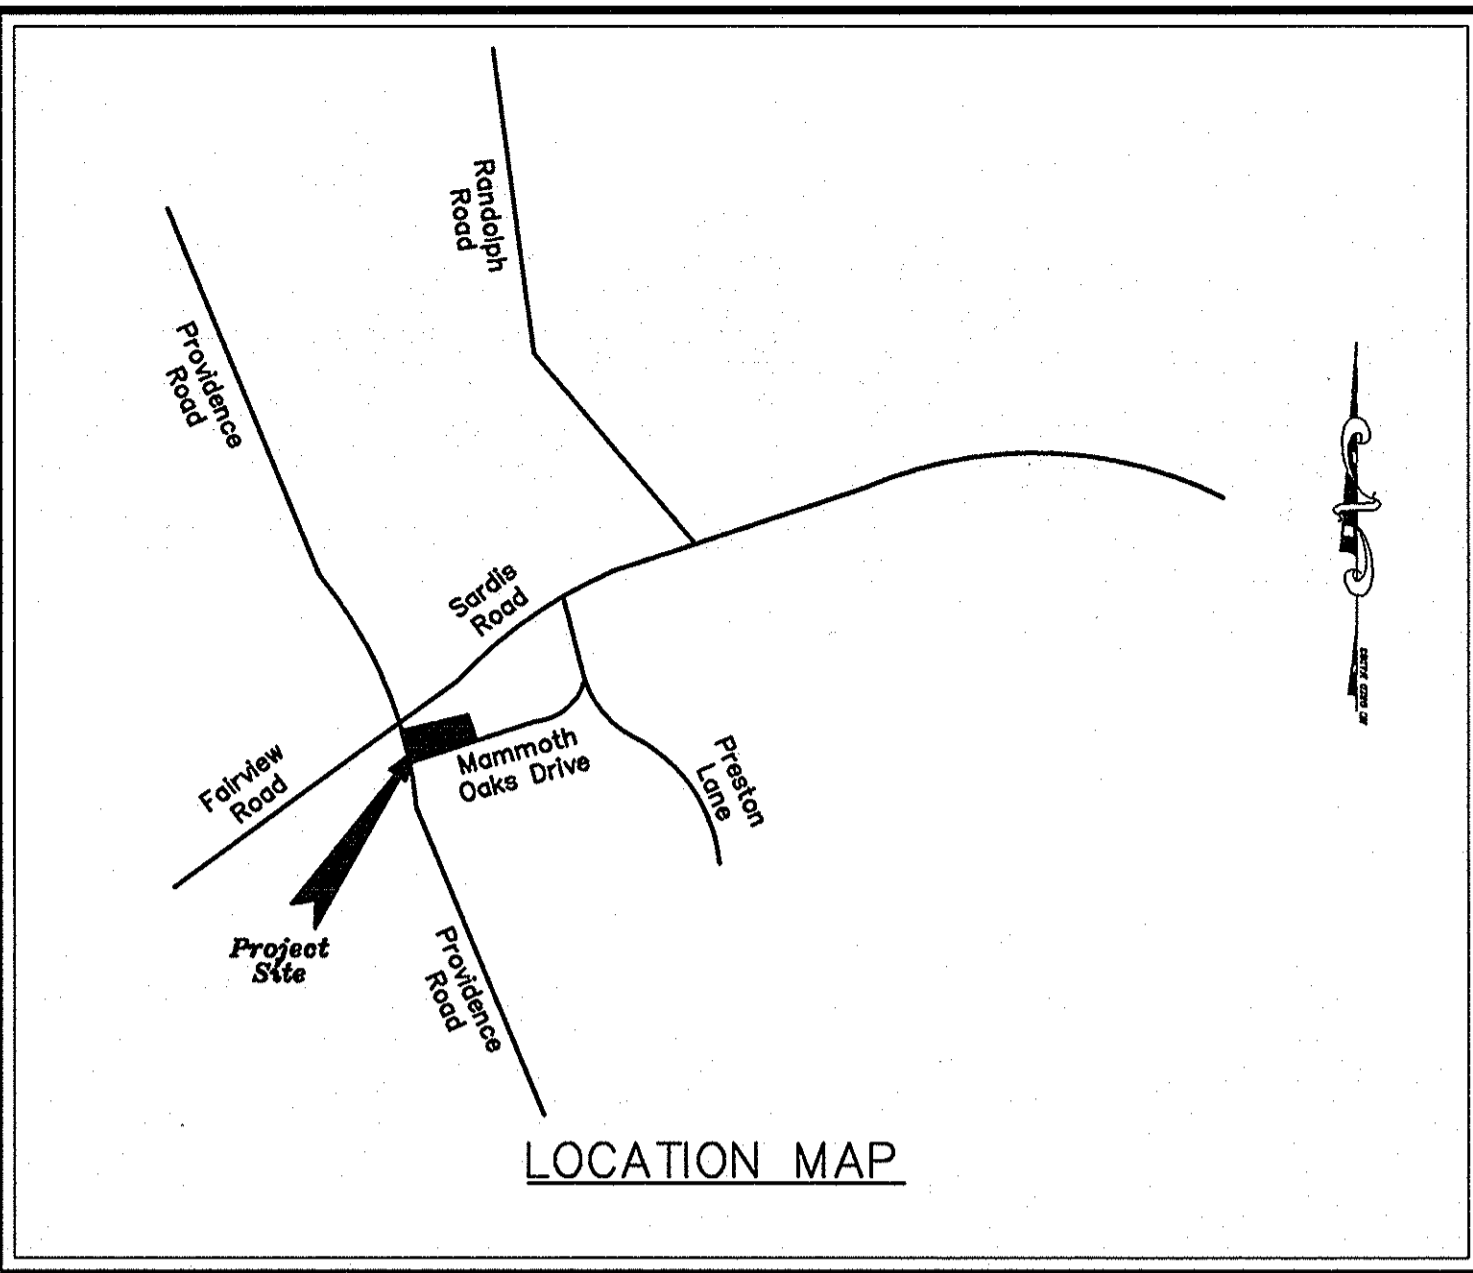 Randolph
Road
Providence
Road
Sardis
Road
Fairview
Road
Mammoth
Oaks Drive
Preston
Lane
Project
Site
Providence
Road
LOCATION MAP